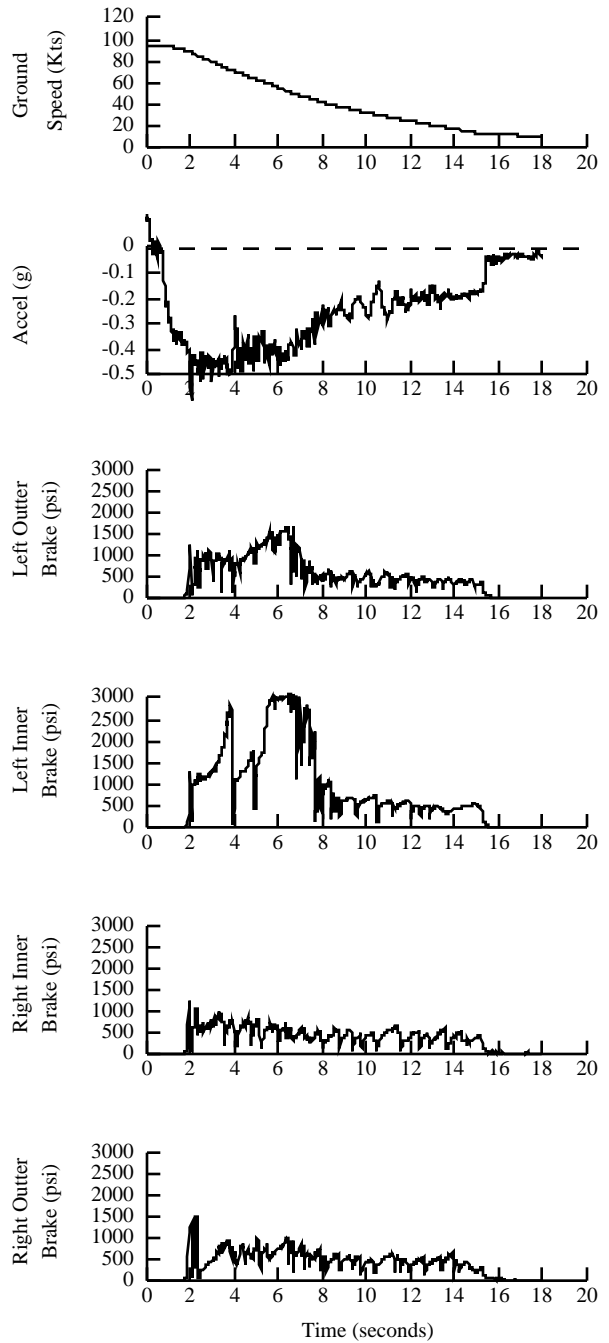 120
100
80
60
40
20
0
Ground
Speed (Kts)
0 2 4 6 8 10 12 14 16 18 20
0
-0.1
-0.2
-0.3
-0.4
-0.5
Accel (g)
0 2 4 6 8 10 12 14 16 18 20
3000
2500
2000
1500
1000
500
0
Left Outter
Brake (psi)
0 2 4 6 8 10 12 14 16 18 20
3000
2500
2000
1500
1000
500
0
Left Inner
Brake (psi)
0 2 4 6 8 10 12 14 16 18 20
3000
2500
2000
1500
1000
500
0
Right Inner
Brake (psi)
0 2 4 6 8 10 12 14 16 18 20
3000
2500
2000
1500
1000
500
0
Right Outter
Brake (psi)
0 2 4 6 8 10 12 14 16 18 20
Time (seconds)